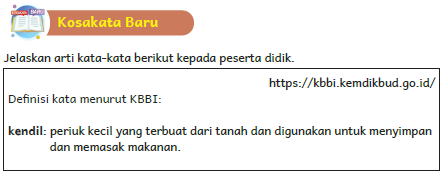 Kosakata Baru
Jelaskan arti kata-kata berikut kepada peserta didik.
https://kbbi.kemdikbud.go.id/
Definisi kata menurut KBBI:
kendil: periuk kecil yang terbuat dari tanah dan digunakan untuk menyimpan
dan memasak makanan.